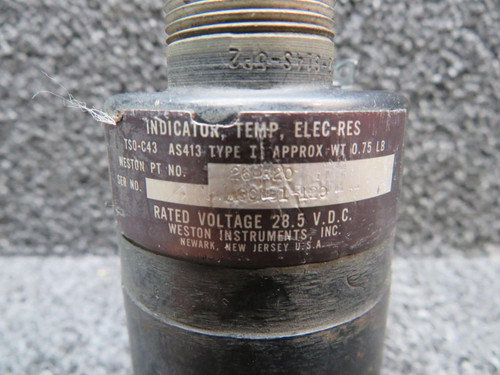 INDICATOR, TEMP, ELEC-RES
TSO-C43 AS413 TYPE I APPROX WT 0.75 LB
WESTON PT NO.
SER NO.
RATED VOLTAGE 28.5 V.D.C.
WESTON INSTRUMENTS, INC.
NEWARK, NEW JERSEY U.S.A.